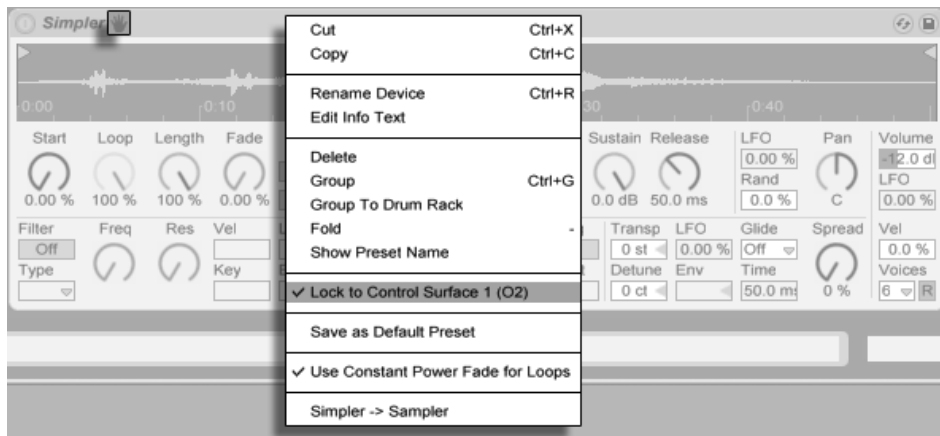 Simpler
Cut Ctrl+X
Copy Ctrl+C
Rename Device Ctrl+R
Edit Info Text
Delete
Group Ctrl+G
Group To Drum Rack
Fold -
Show Preset Name
✓ Lock to Control Surface 1 (O2)
Save as Default Preset
✓ Use Constant Power Fade for Loops
Simpler -> Sampler
0:00 0:10 30 0:40
Start Loop Length Fade Sustain Release LFO Pan Volume
0.00 % -12.0 dB
Rand LFO
0.00 % 100 % 100 % 0.00 % 0.0 dB 50.0 ms 0.0 % C 0.00 %
Filter Freq Res Vel Transp LFO Glide Spread Vel
Off 0 st 0.00 % Off 0.0 %
Type Key Detune Env Time Voices
0 ct 50.0 ms 0 % 6 R